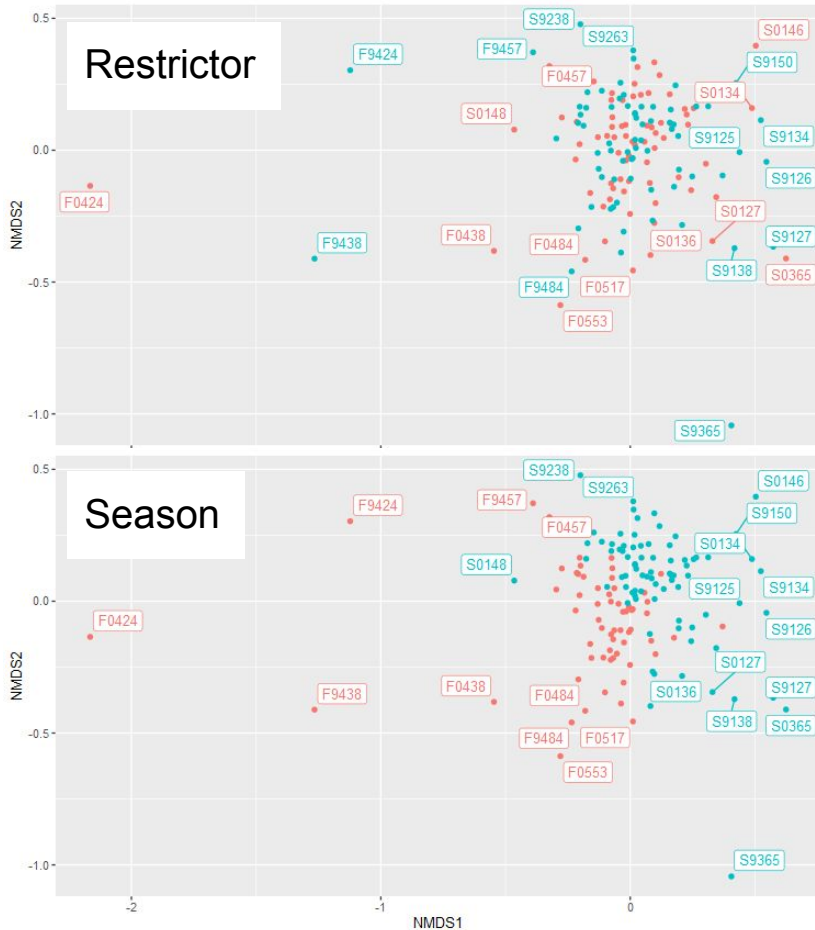 Restrictor
0.5
0.0
-0.5
-1.0
NMDS2
S9238
S0146
F9424
F9457
S9263
S9150
F0457
S0134
S0148
S9125
S9134
S9126
F0424
S0127
F0438
F0484
S0136
S9127
F9438
S9138
F9484
F0517
S0365
F0553
S9365
Season
0.5
0.0
-0.5
-1.0
NMDS2
S9238
S0146
F9424
F9457
S9263
S9150
F0457
S0134
S0148
S9125
S9134
F0424
S9126
S0127
F0438
F0484
S0136
S9127
F9438
S9138
S0365
F9484
F0517
F0553
S9365
-2
-1
0
NMDS1